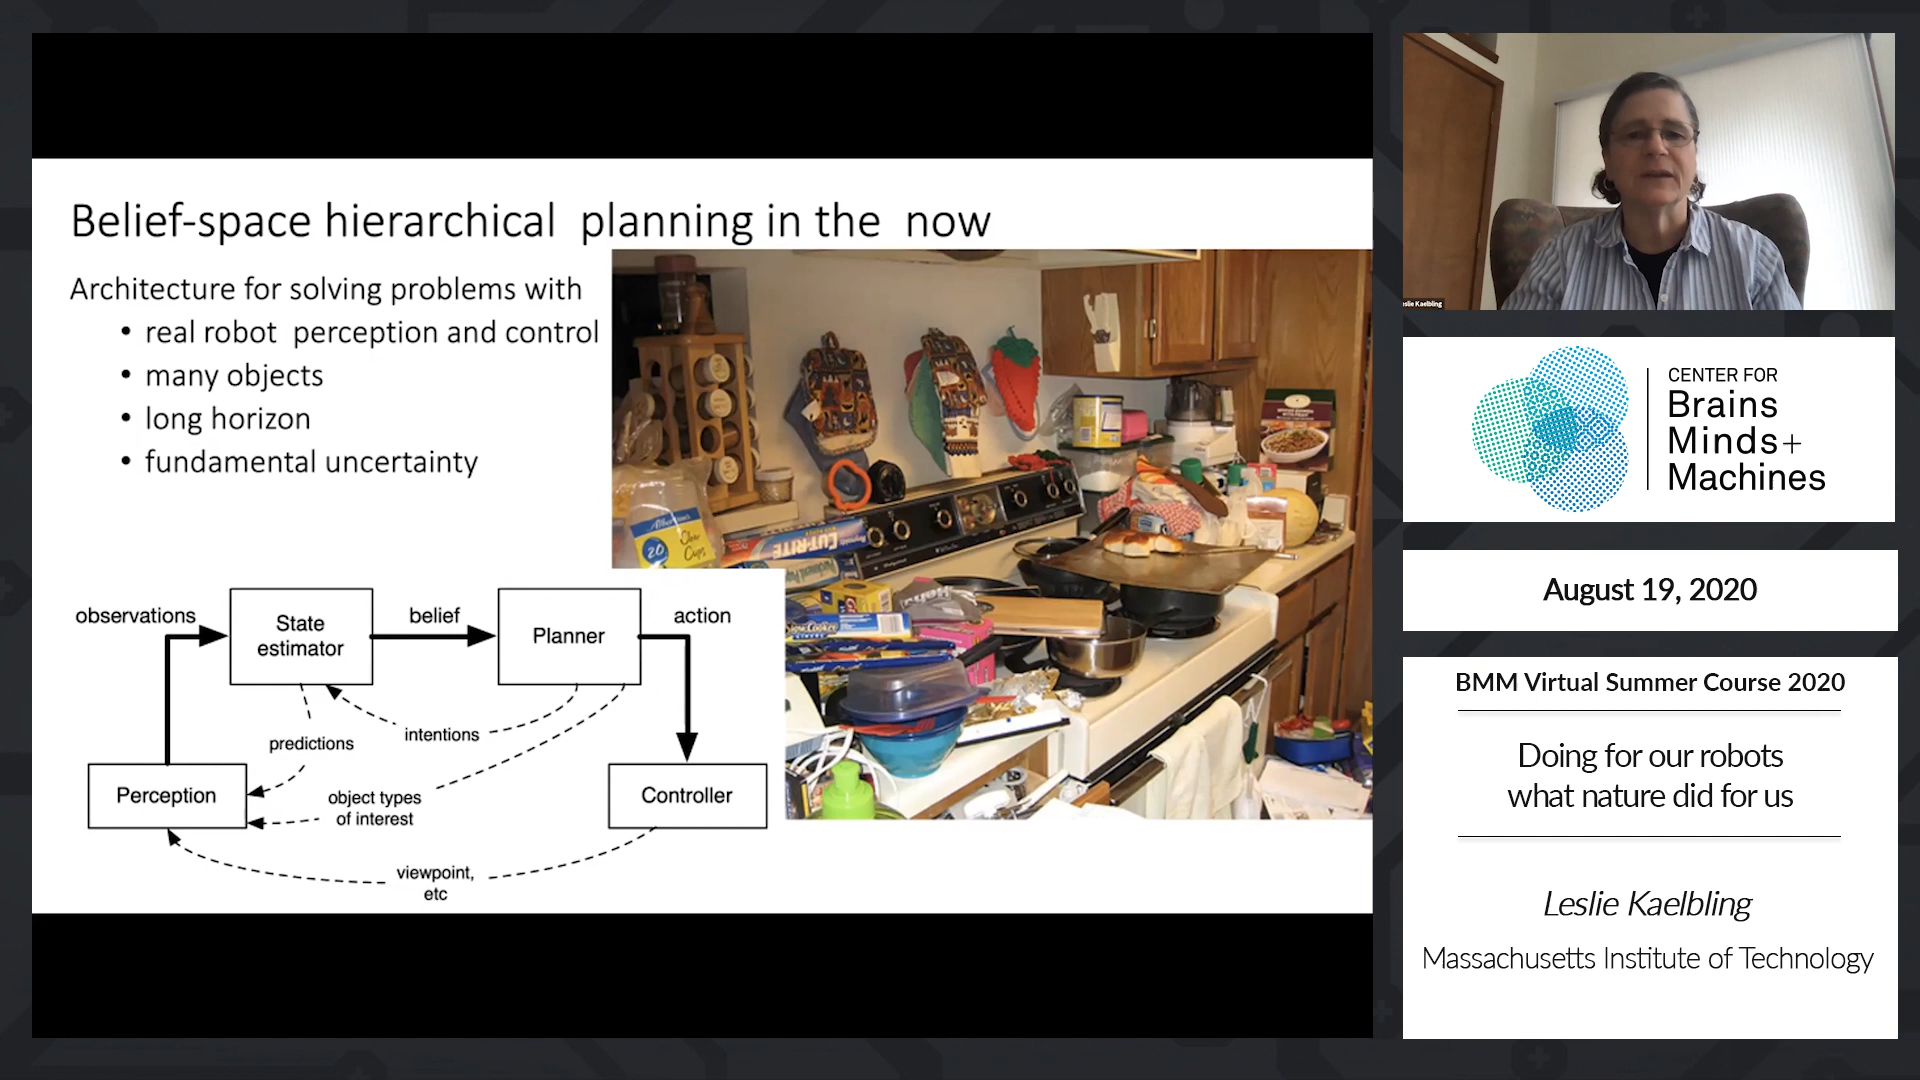 Belief-space hierarchical planning in the now
Architecture for solving problems with
• real robot perception and control
• many objects
• long horizon
• fundamental uncertainty
observations
State
estimator
belief
Planner
action
predictions
intentions
Perception
object types
of interest
Controller
viewpoint,
etc
20
CUT-RITE
Leslie Kaelbling
CENTER FOR
Brains
Minds+
Machines
August 19, 2020
BMM Virtual Summer Course 2020
Doing for our robots
what nature did for us
Leslie Kaelbling
Massachusetts Institute of Technology